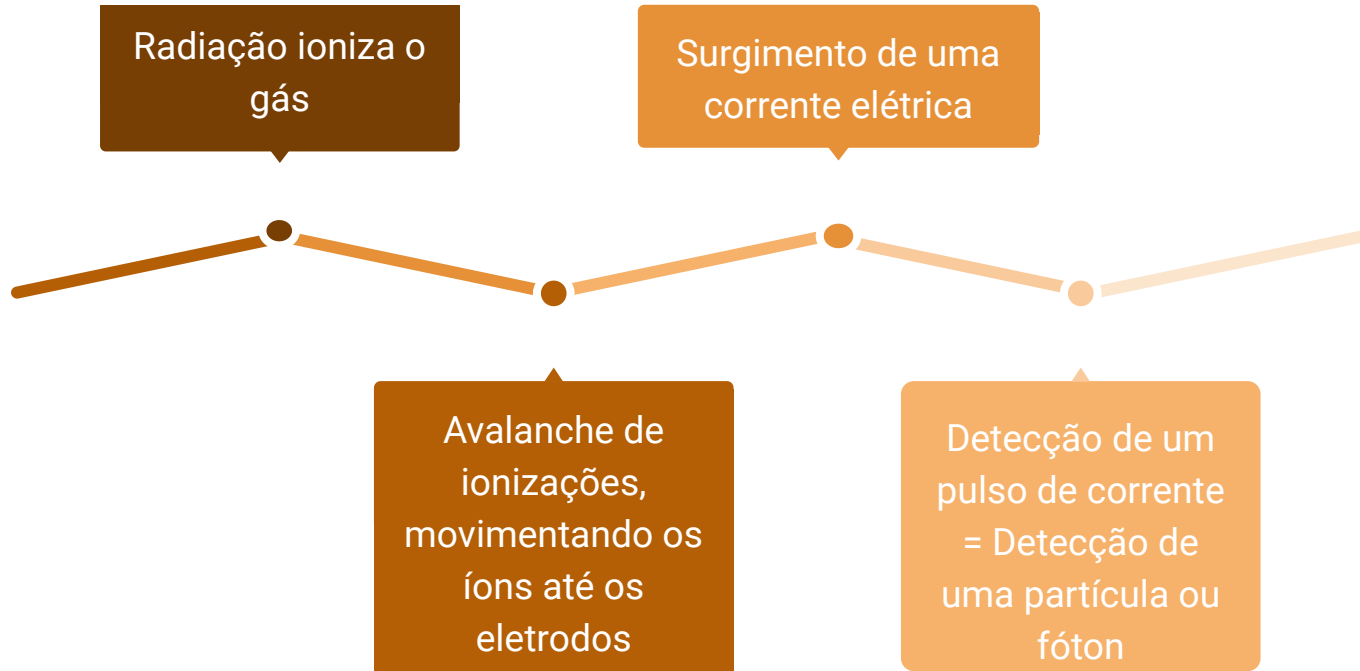 Radiação ioniza o
gás
Avalanche de
ionizações,
movimentando os
íons até os
eletrodos
Surgimento de uma
corrente elétrica
Detecção de um
pulso de corrente
= Detecção de
uma partícula ou
fóton